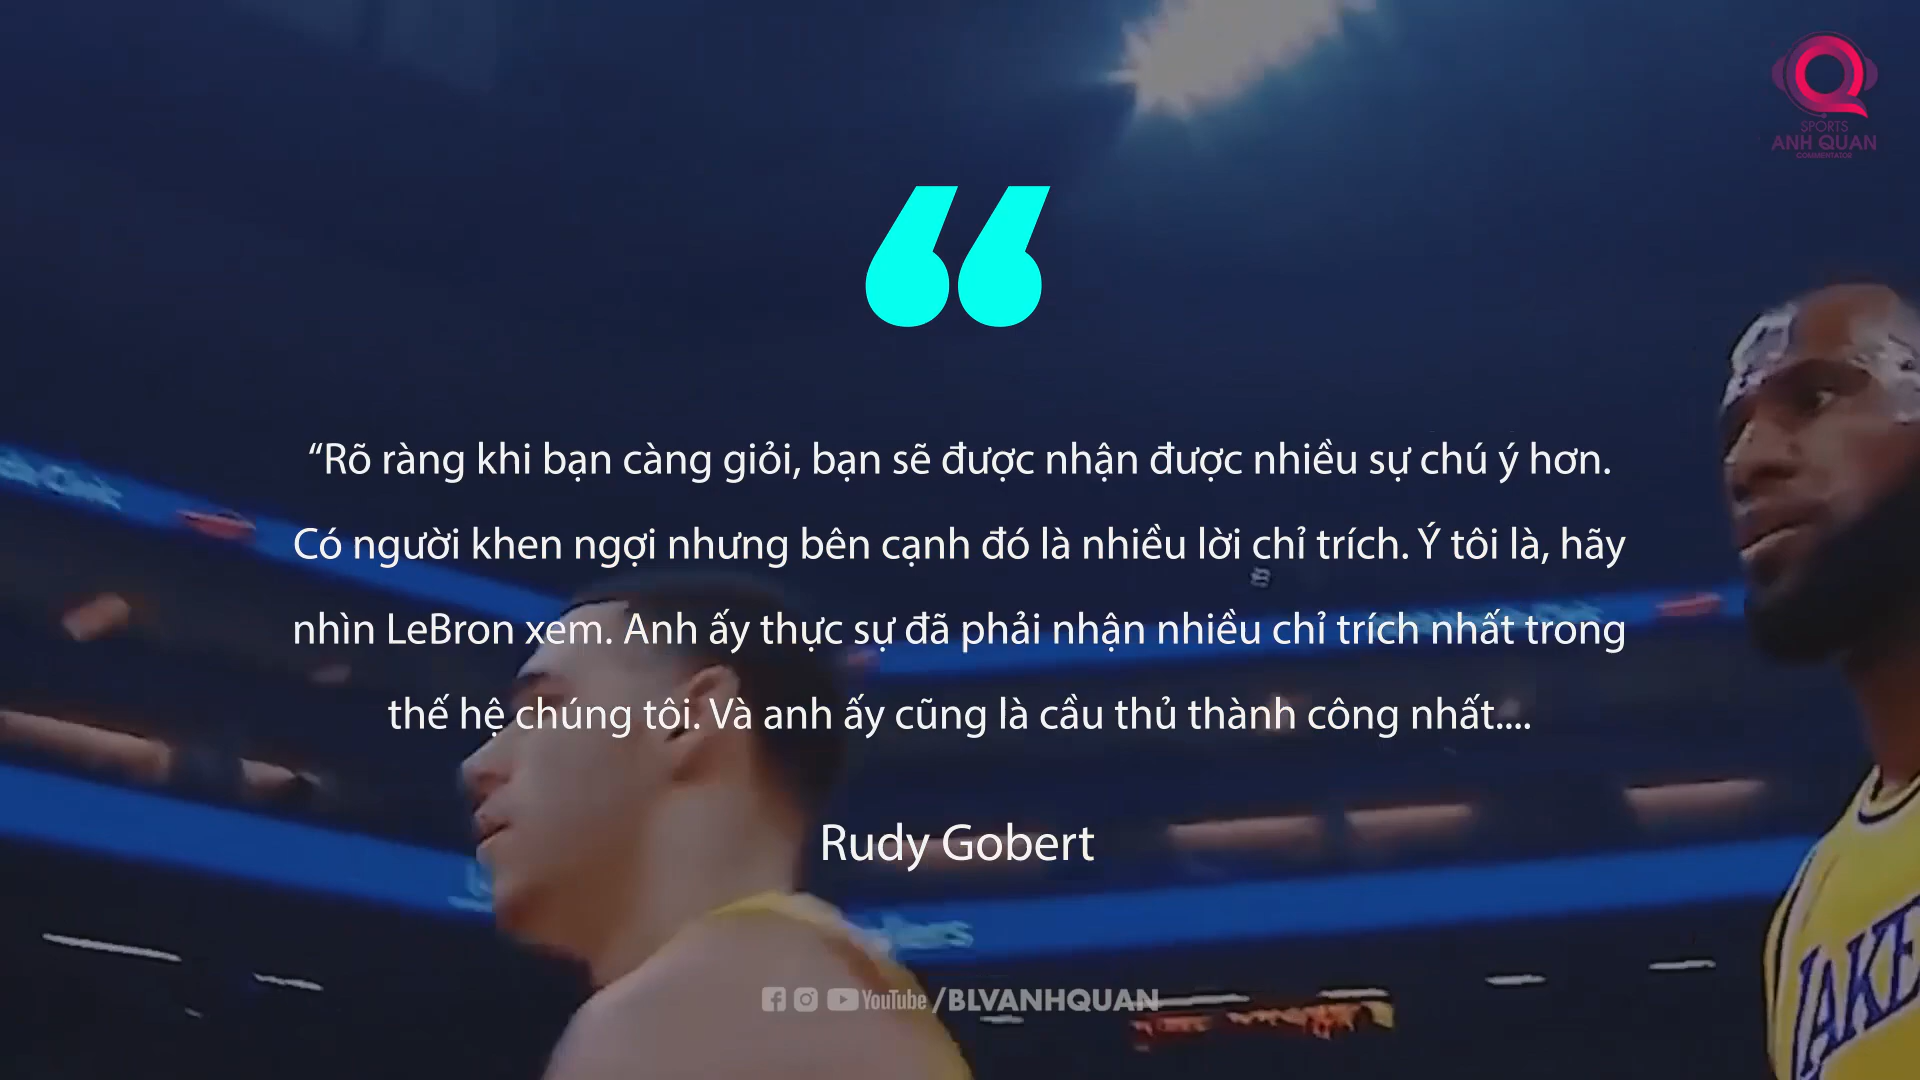 SPORTS
ANH QUAN
COMMENTATOR
“Rõ ràng khi bạn càng giỏi, bạn sẽ được nhận được nhiều sự chú ý hơn.
Có người khen ngợi nhưng bên cạnh đó là nhiều lời chỉ trích. Ý tôi là, hãy
nhìn LeBron xem. Anh ấy thực sự đã phải nhận nhiều chỉ trích nhất trong
thế hệ chúng tôi. Và anh ấy cũng là cầu thủ thành công nhất....
Rudy Gobert
LAKE
YouTube /BLVANHQUAN